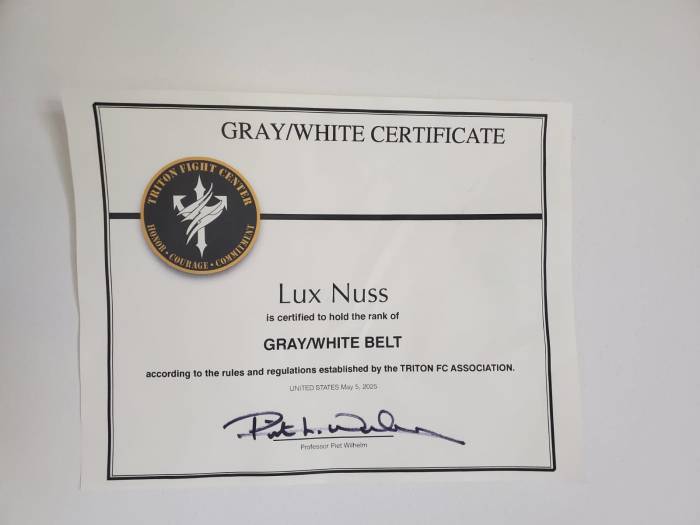 GRAY/WHITE CERTIFICATE
TRITON FIGHT CENTER
HONOR • COURAGE • COMMITMENT
Lux Nuss
is certified to hold the rank of
GRAY/WHITE BELT
according to the rules and regulations established by the TRITON FC ASSOCIATION.
UNITED STATES May 5, 2025
Professor Piet Wilhelm